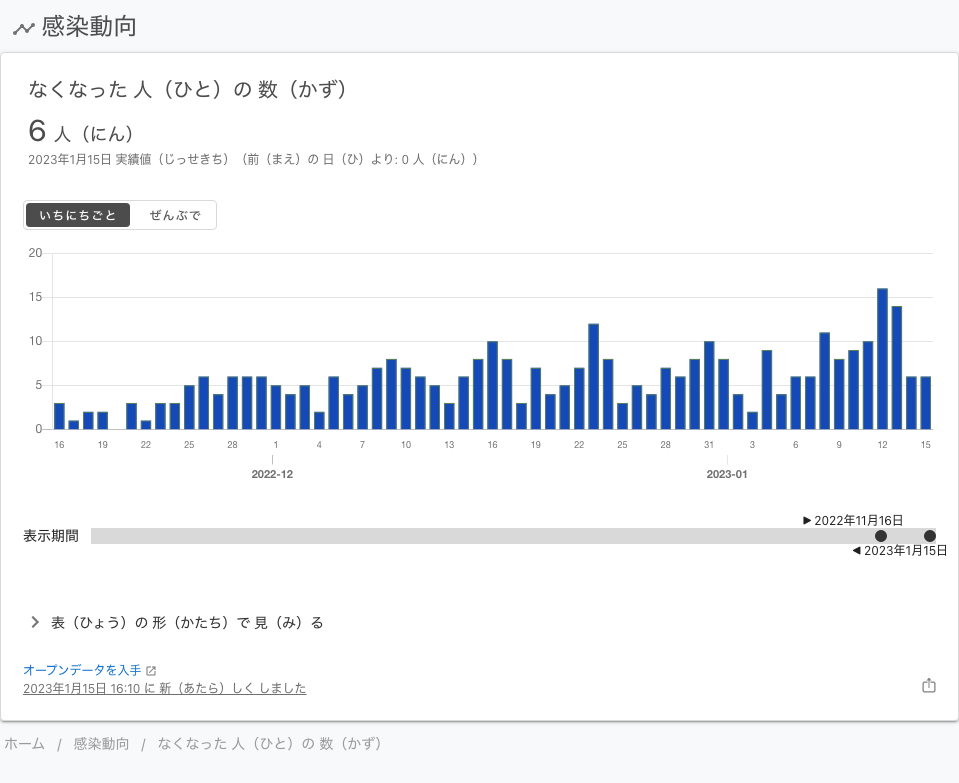 感染動向
なくなった 人（ひと）の 数（かず）
6 人（にん）
2023年1月15日 実績値（じっせきち）（前（まえ）の 日（ひ）より: 0 人（にん））
いちにちごと ぜんぶで
20
15
10
5
0
16 19 22 25 28 1 4 7 10 13 16 19 22 25 28 31 3 6 9 12 15
2022-12 2023-01
▶ 2022年11月16日
表示期間
◀ 2023年1月15日
表（ひょう）の 形（かたち）で 見（み）る
オープンデータを入手
2023年1月15日 16:10 に 新（あたら）しく しました
ホーム / 感染動向 / なくなった 人（ひと）の 数（かず）